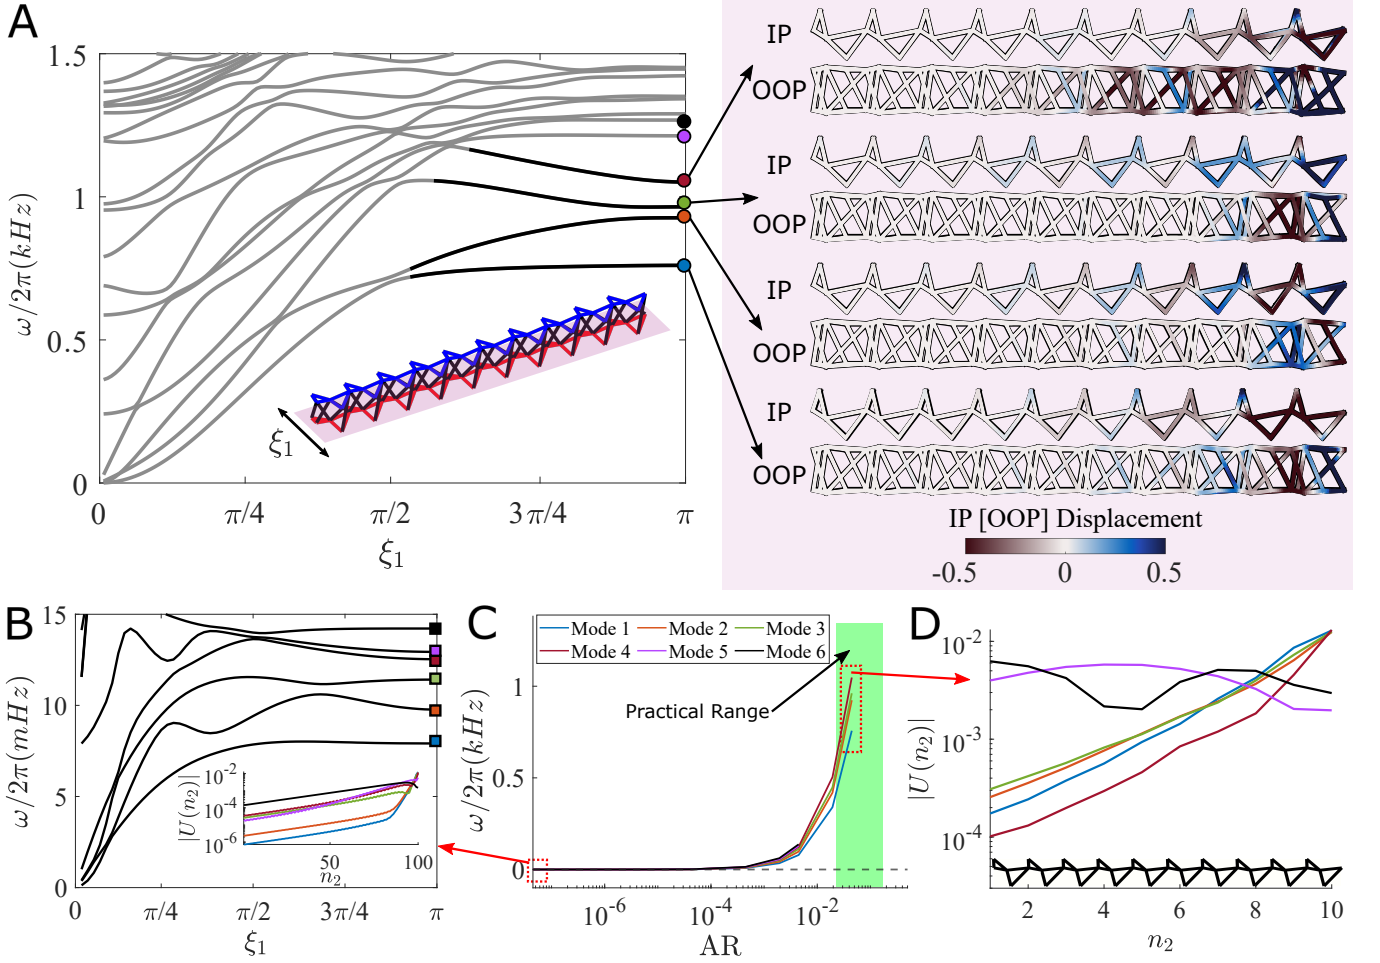 A
1.5
1
0.5
0
ω/2π(kHz)
0
π/4
π/2
3π/4
π
ξ₁
ξ₁
IP
OOP
IP
OOP
IP
OOP
IP
OOP
IP [OOP] Displacement
-0.5
0
0.5
B
15
10
5
0
ω/2π(mHz)
0
π/4
π/2
3π/4
π
ξ₁
10⁻²
10⁻⁴
10⁻⁶
|U(n₂)|
50
100
n₂
C
Mode 1
Mode 2
Mode 3
Mode 4
Mode 5
Mode 6
Practical Range
1
0.5
0
ω/2π(kHz)
10⁻⁶
10⁻⁴
10⁻²
AR
D
10⁻²
10⁻³
10⁻⁴
|U(n₂)|
2
4
6
8
10
n₂